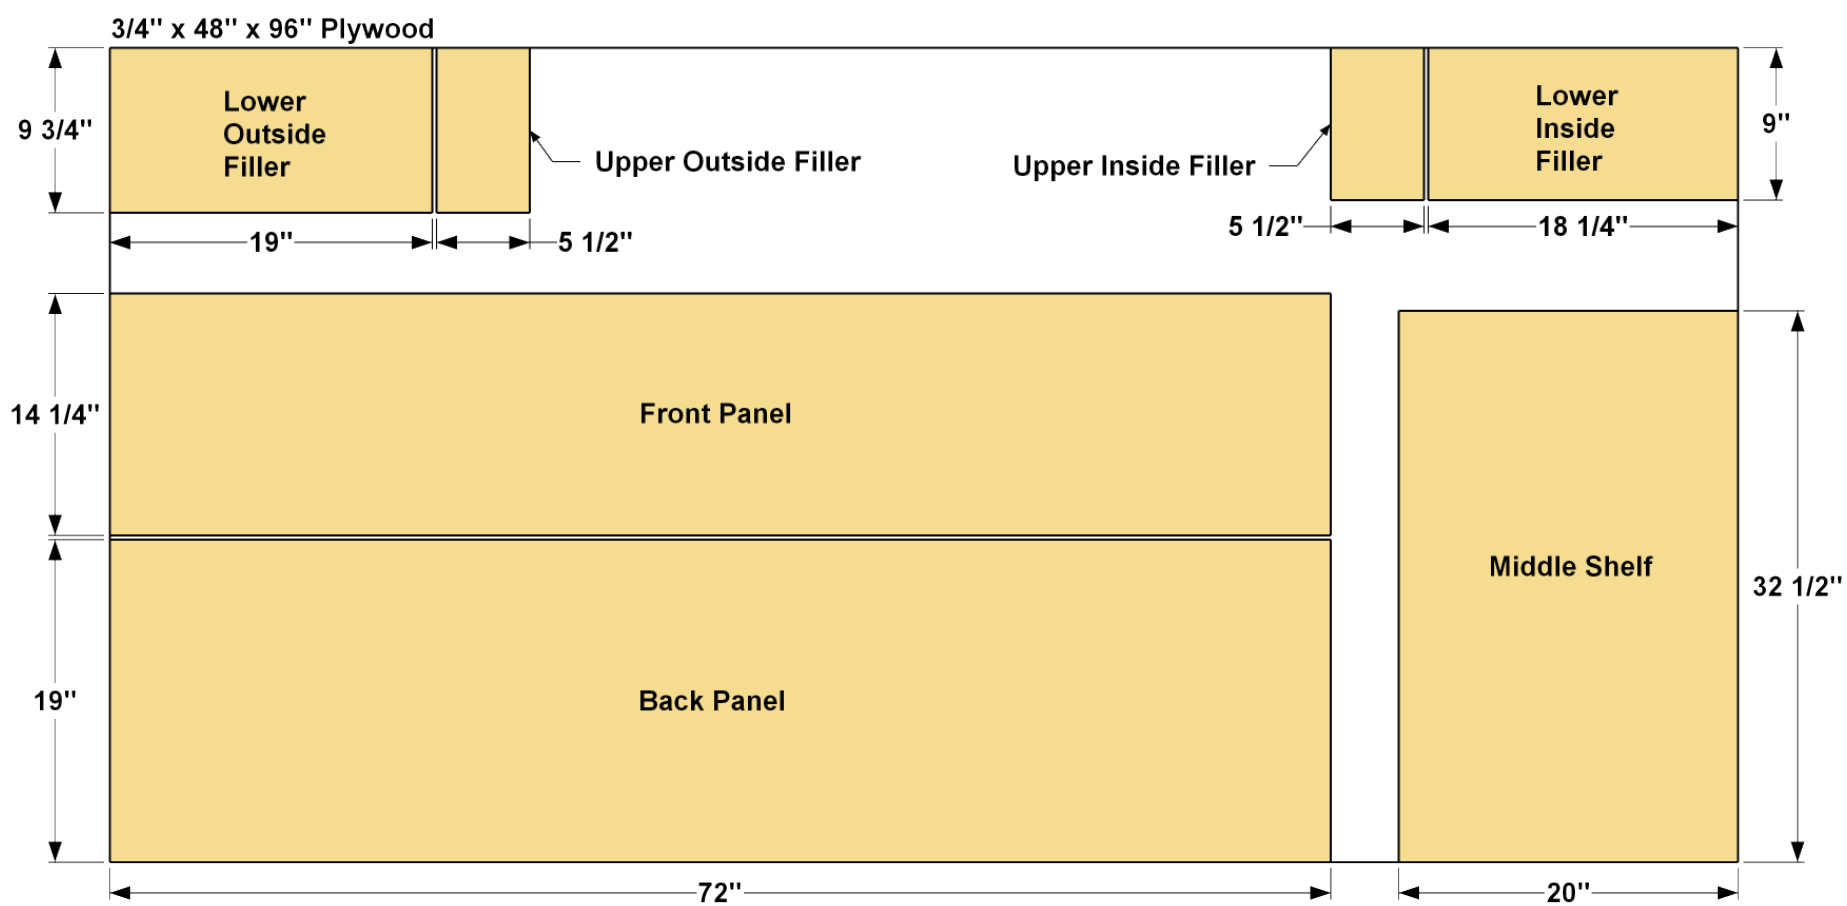 3/4" x 48" x 96" Plywood
9 3/4"
Lower
Outside
Filler
Upper Outside Filler
Upper Inside Filler
Lower
Inside
Filler
9"
19"
5 1/2"
5 1/2"
18 1/4"
14 1/4"
Front Panel
Middle Shelf
32 1/2"
19"
Back Panel
72"
20"